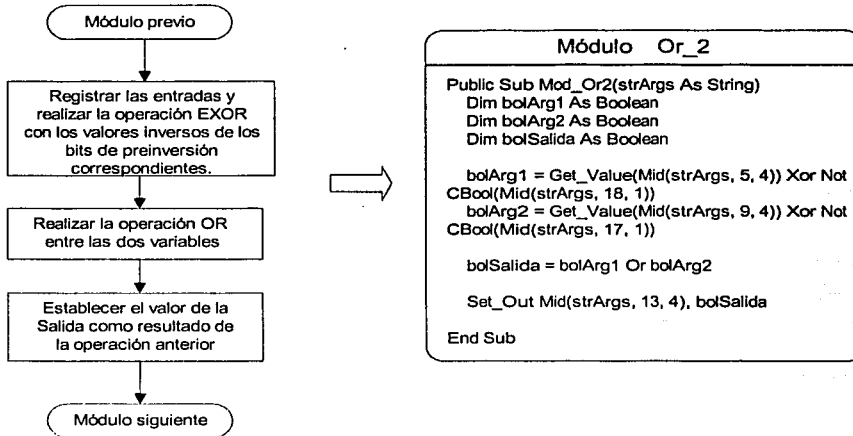 Módulo previo
Registrar las entradas y
realizar la operación EXOR
con los valores inversos de los
bits de preinversión
correspondientes.
Realizar la operación OR
entre las dos variables
Establecer el valor de la
Salida como resultado de
la operación anterior
Módulo siguiente
Módulo Or_2
Public Sub Mod_Or2(strArgs As String)
Dim bolArg1 As Boolean
Dim bolArg2 As Boolean
Dim bolSalida As Boolean
bolArg1 = Get_Value(Mid(strArgs, 5, 4)) Xor Not
CBool(Mid(strArgs, 18, 1))
bolArg2 = Get_Value(Mid(strArgs, 9, 4)) Xor Not
CBool(Mid(strArgs, 17, 1))
bolSalida = bolArg1 Or bolArg2
Set_Out Mid(strArgs, 13, 4), bolSalida
End Sub